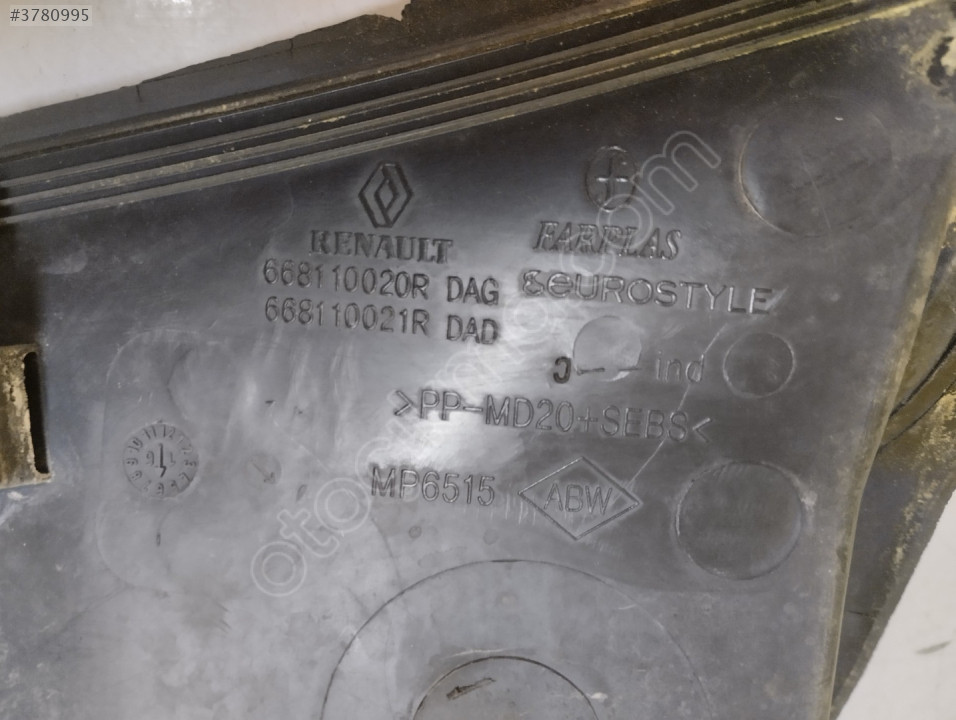 #3780995
RENAULT
668110020R DAG
668110021R DAD
FARPLAS
&eUROSTYLE
ind
>PP-MD20+SEBS<
MP6515
ABW